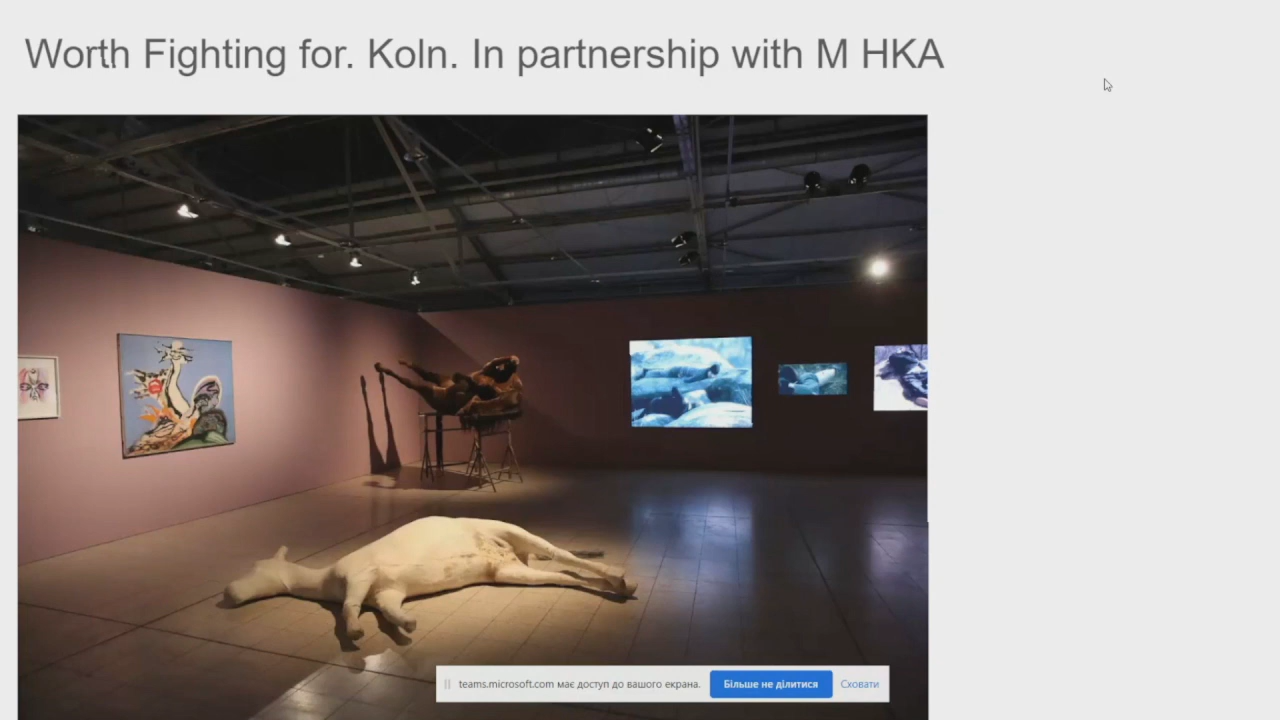 Worth Fighting for. Koln. In partnership with M HKA
teams.microsoft.com має доступ до вашого екрана. Більше не ділитися Сховати